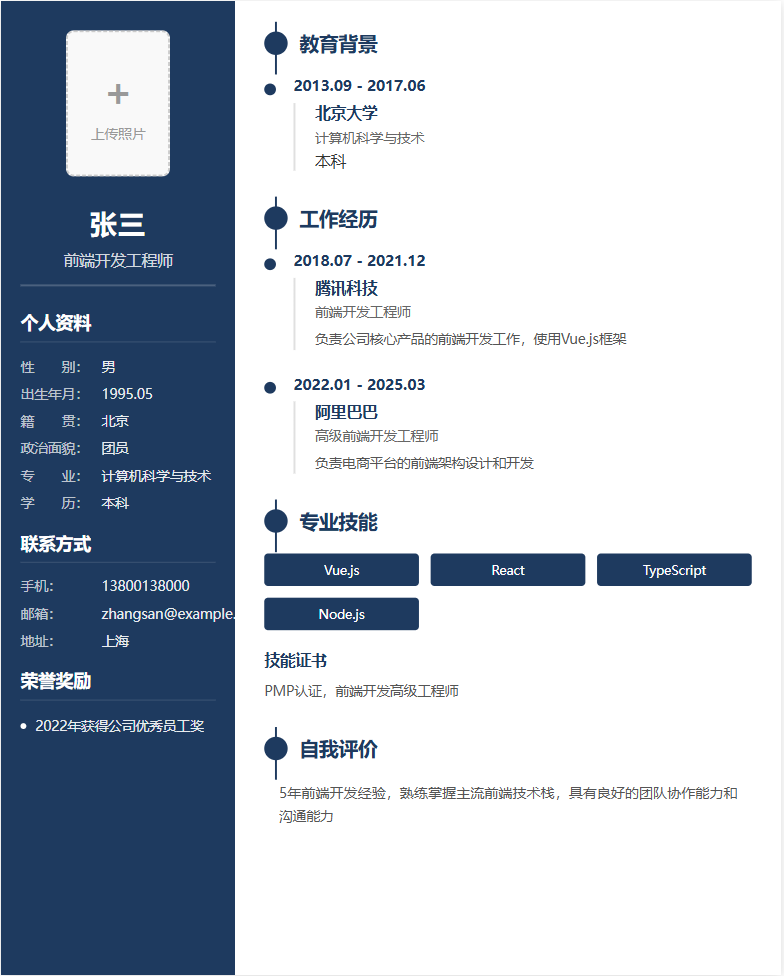 +
上传照片
张三
前端开发工程师
个人资料
性 别: 男
出生年月: 1995.05
籍 贯: 北京
政治面貌: 团员
专 业: 计算机科学与技术
学 历: 本科
联系方式
手机: 13800138000
邮箱: zhangsan@example.
地址: 上海
荣誉奖励
• 2022年获得公司优秀员工奖
教育背景
2013.09 - 2017.06
北京大学
计算机科学与技术
本科
工作经历
2018.07 - 2021.12
腾讯科技
前端开发工程师
负责公司核心产品的前端开发工作，使用Vue.js框架
2022.01 - 2025.03
阿里巴巴
高级前端开发工程师
负责电商平台的前端架构设计和开发
专业技能
Vue.js React TypeScript
Node.js
技能证书
PMP认证，前端开发高级工程师
自我评价
5年前端开发经验，熟练掌握主流前端技术栈，具有良好的团队协作能力和
沟通能力